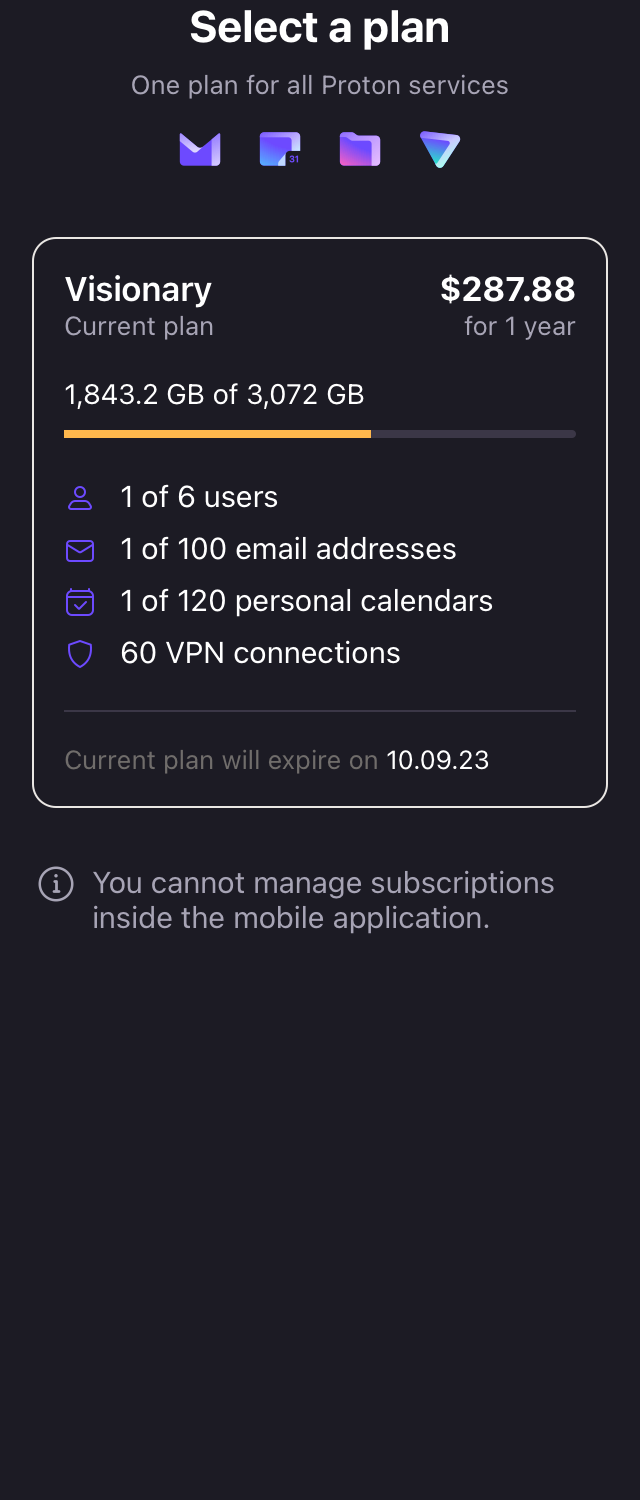 Select a plan
One plan for all Proton services
31
Visionary $287.88
Current plan for 1 year
1,843.2 GB of 3,072 GB
1 of 6 users
1 of 100 email addresses
1 of 120 personal calendars
60 VPN connections
Current plan will expire on 10.09.23
You cannot manage subscriptions
inside the mobile application.